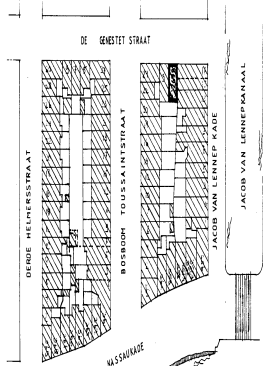 DE GENESTET STRAAT
DERDE HELMERSSTRAAT
BOSBOOM TOUSSAINTSTRAAT
JACOB VAN LENNEP KADE
JACOB VAN LENNEPKANAAL
NASSAUKADE